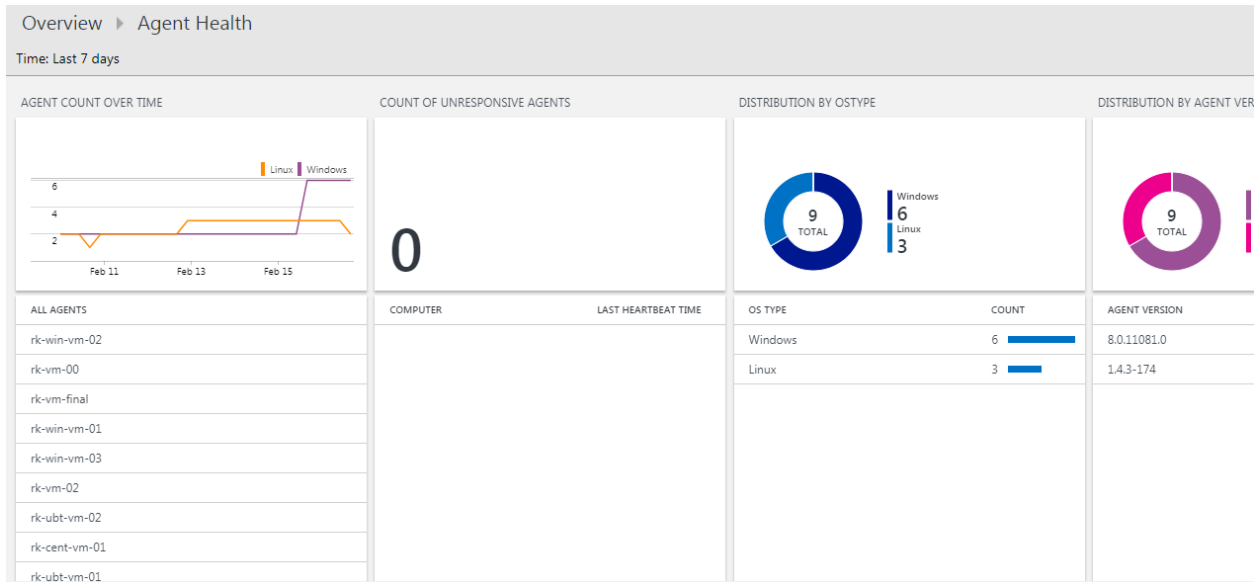 Overview Agent Health
Time: Last 7 days
AGENT COUNT OVER TIME
Linux Windows
6
4
2
Feb 11 Feb 13 Feb 15
ALL AGENTS
rk-win-vm-02
rk-vm-00
rk-vm-final
rk-win-vm-01
rk-win-vm-03
rk-vm-02
rk-ubt-vm-02
rk-cent-vm-01
rk-ubt-vm-01
COUNT OF UNRESPONSIVE AGENTS
0
COMPUTER LAST HEARTBEAT TIME
DISTRIBUTION BY OSTYPE
9
TOTAL
Windows
6
Linux
3
OS TYPE COUNT
Windows 6
Linux 3
DISTRIBUTION BY AGENT VER
9
TOTAL
AGENT VERSION
8.0.11081.0
1.4.3-174